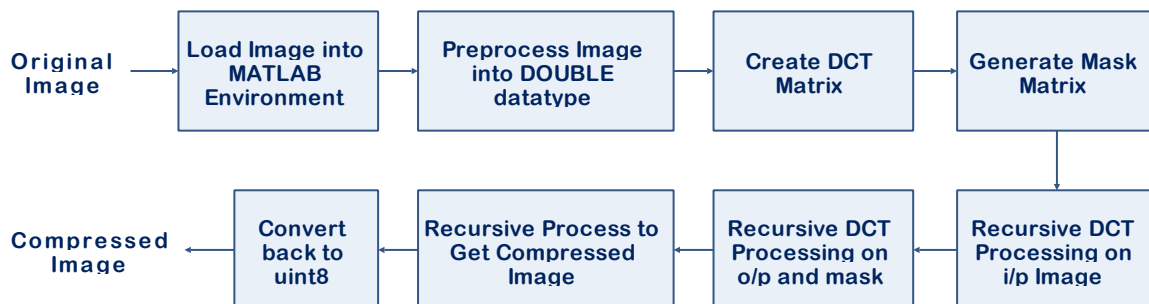 Original
Image
Load Image into
MATLAB
Environment
Preprocess Image
into DOUBLE
datatype
Create DCT
Matrix
Generate Mask
Matrix
Recursive DCT
Processing on
i/p Image
Recursive DCT
Processing on
o/p and mask
Recursive Process to
Get Compressed
Image
Convert
back to
uint8
Compressed
Image